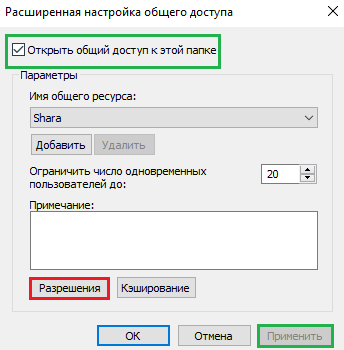 Расширенная настройка общего доступа
Открыть общий доступ к этой папке
Параметры
Имя общего ресурса:
Shara
Добавить Удалить
Ограничить число одновременных
пользователей до: 20
Примечание:
Разрешения Кэширование
ОК Отмена Применить